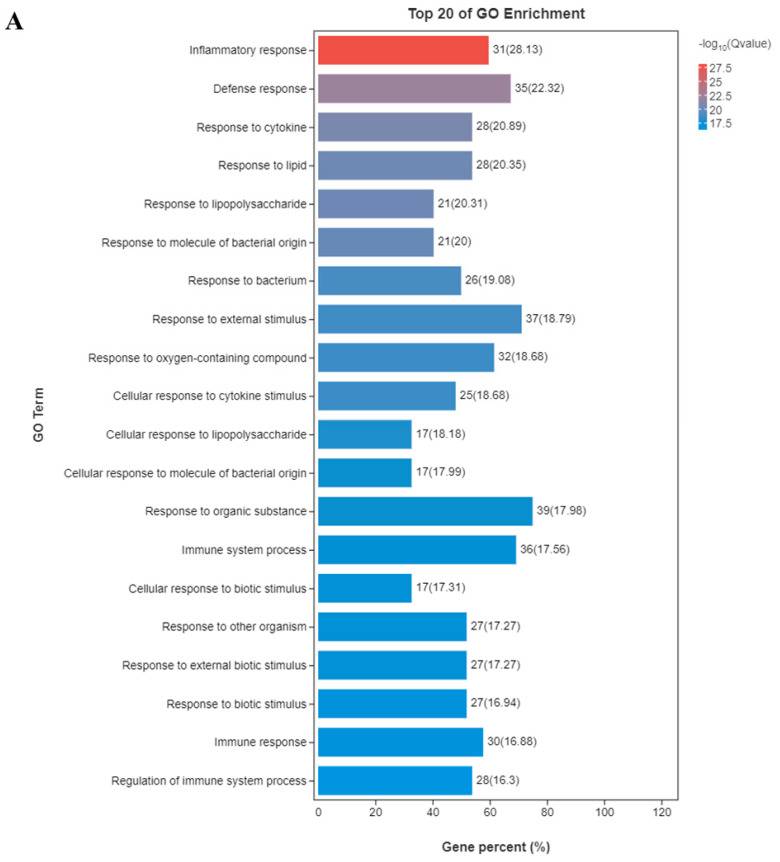 A
Top 20 of GO Enrichment
-log10(Qvalue)
27.5
25
22.5
20
17.5
Inflammatory response 31(28.13)
Defense response 35(22.32)
Response to cytokine 28(20.89)
Response to lipid 28(20.35)
Response to lipopolysaccharide 21(20.31)
Response to molecule of bacterial origin 21(20)
Response to bacterium 26(19.08)
Response to external stimulus 37(18.79)
Response to oxygen-containing compound 32(18.68)
Cellular response to cytokine stimulus 25(18.68)
Cellular response to lipopolysaccharide 17(18.18)
Cellular response to molecule of bacterial origin 17(17.99)
Response to organic substance 39(17.98)
Immune system process 36(17.56)
Cellular response to biotic stimulus 17(17.31)
Response to other organism 27(17.27)
Response to external biotic stimulus 27(17.27)
Response to biotic stimulus 27(16.94)
Immune response 30(16.88)
Regulation of immune system process 28(16.3)
GO Term
0 20 40 60 80 100 120
Gene percent (%)